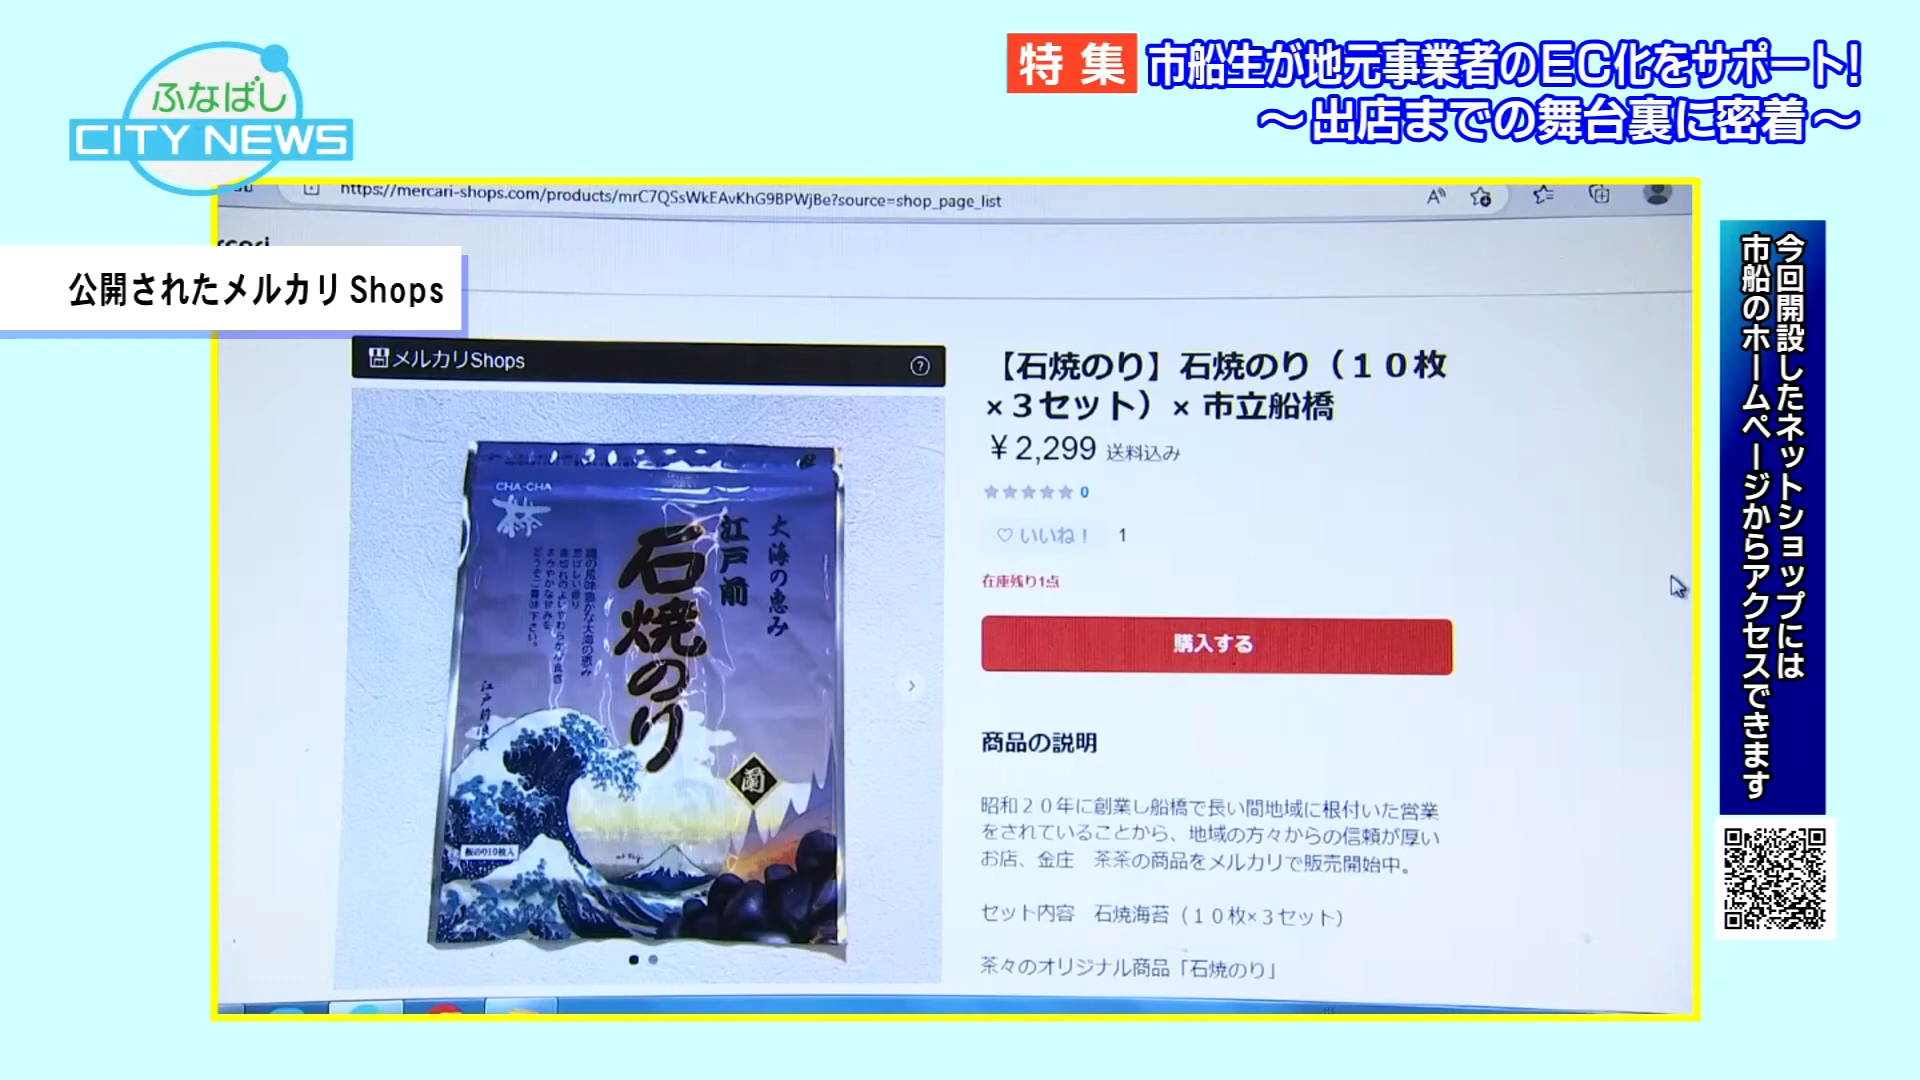 ふなばし
CITY NEWS
特集
市船生が地元事業者のEC化をサポート!
～出店までの舞台裏に密着～
https://mercari-shops.com/products/mrC7QSsWkEAvKhG9BPWjBe?source=shop_page_list
公開されたメルカリShops
メルカリShops
【石焼のり】石焼のり（１０枚
×３セット）× 市立船橋
¥2,299 送料込み
0
♡いいね！ 1
在庫残り1点
購入する
商品の説明
昭和２０年に創業し船橋で長い間地域に根付いた営業
をされていることから、地域の方々からの信頼が厚い
お店、金庄　茶茶の商品をメルカリで販売開始中。
セット内容　石焼海苔（１０枚×３セット）
茶々のオリジナル商品「石焼のり」
CHA-CHA
大海の恵み
江戸前
石焼のり
今回開設したネットショップには
市船のホームページからアクセスできます